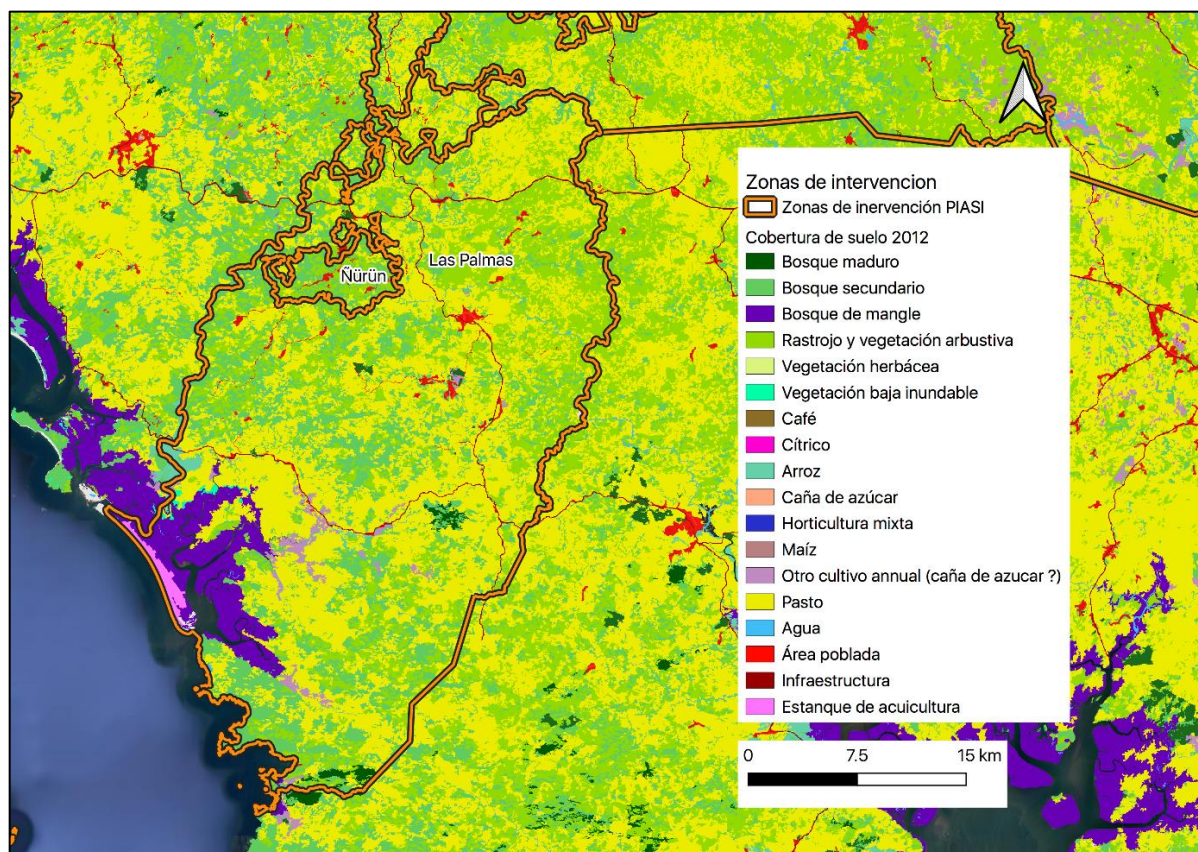 Las Palmas
Ñürün
Zonas de intervencion
Zonas de inervención PIASI
Cobertura de suelo 2012
Bosque maduro
Bosque secundario
Bosque de mangle
Rastrojo y vegetación arbustiva
Vegetación herbácea
Vegetación baja inundable
Café
Cítrico
Arroz
Caña de azúcar
Horticultura mixta
Maíz
Otro cultivo annual (caña de azucar ?)
Pasto
Agua
Área poblada
Infraestructura
Estanque de acuicultura
0 7.5 15 km